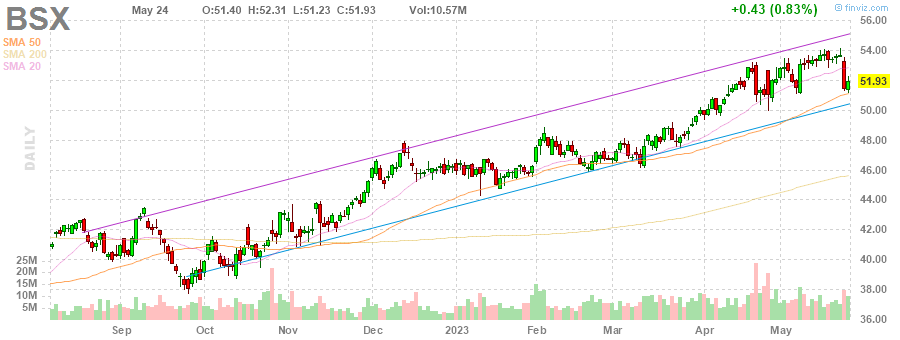 BSX May 24 O:51.40 H:52.31 L:51.23 C:51.93 Vol:10.57M +0.43 (0.83%) © finviz.com
SMA 50
SMA 200
SMA 20
DAILY
56.00
54.00
51.93
50.00
48.00
46.00
44.00
42.00
40.00
38.00
36.00
25M
20M
15M
10M
5M
Sep Oct Nov Dec 2023 Feb Mar Apr May